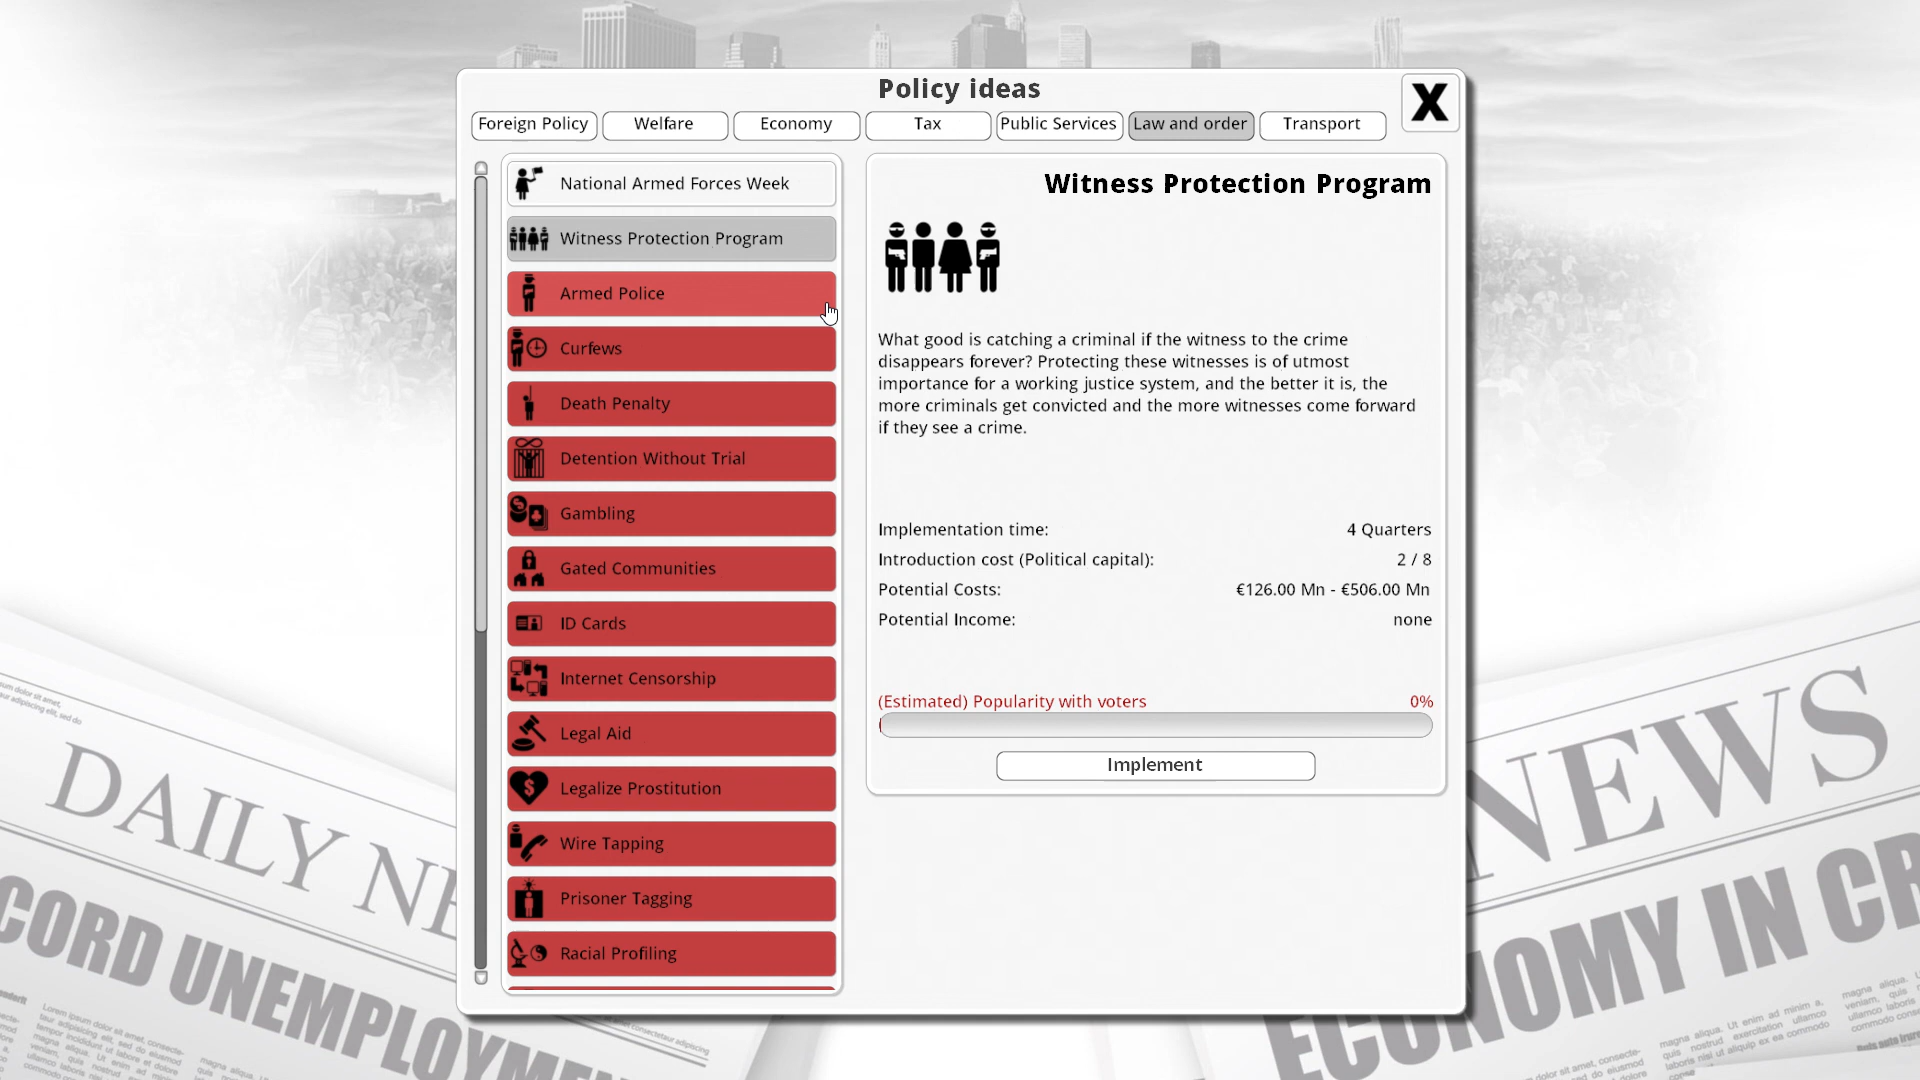 Policy ideas
X
Foreign Policy
Welfare
Economy
Tax
Public Services
Law and order
Transport
National Armed Forces Week
Witness Protection Program
Armed Police
Curfews
Death Penalty
Detention Without Trial
Gambling
Gated Communities
ID Cards
Internet Censorship
Legal Aid
Legalize Prostitution
Wire Tapping
Prisoner Tagging
Racial Profiling
Witness Protection Program
What good is catching a criminal if the witness to the crime
disappears forever? Protecting these witnesses is of utmost
importance for a working justice system, and the better it is, the
more criminals get convicted and the more witnesses come forward
if they see a crime.
Implementation time: 4 Quarters
Introduction cost (Political capital): 2 / 8
Potential Costs: €126.00 Mn - €506.00 Mn
Potential Income: none
(Estimated) Popularity with voters 0%
Implement
DAILY NE
CORD UNEMPLOYME
NEWS
ECONOMY IN CR